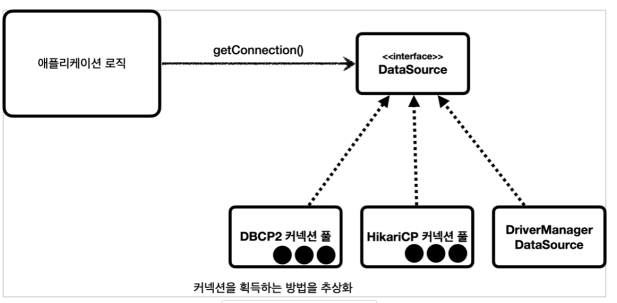 애플리케이션 로직
getConnection()
<<interface>>
DataSource
DBCP2 커넥션 풀
HikariCP 커넥션 풀
DriverManager
DataSource
커넥션을 획득하는 방법을 추상화